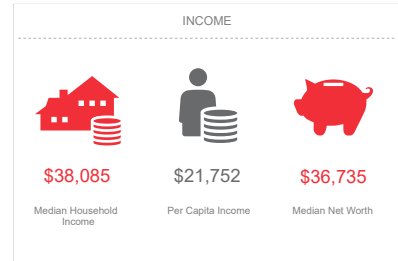 INCOME
$38,085
$21,752
$36,735
Median Household
Income
Per Capita Income
Median Net Worth